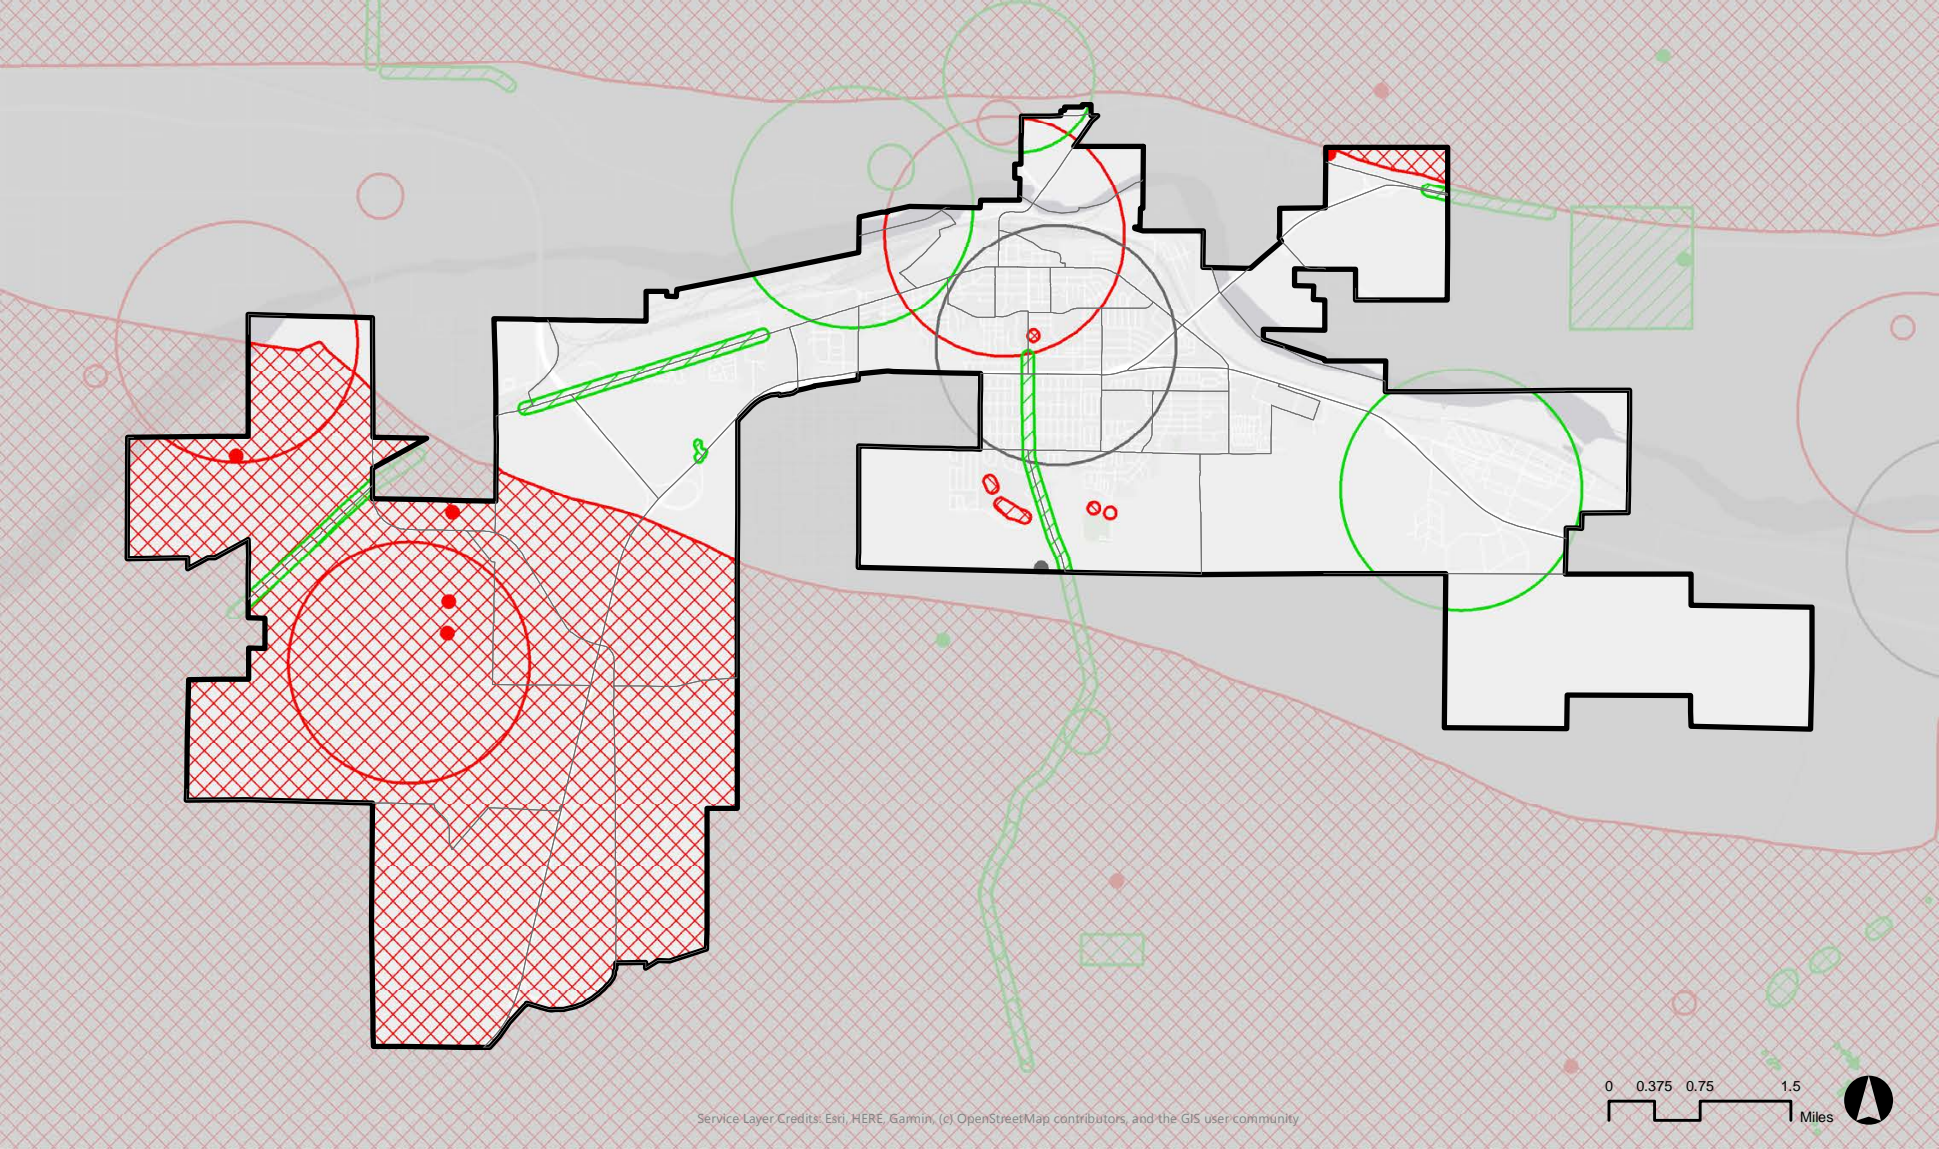 0 0.375 0.75 1.5
Miles
Service Layer Credits: Esri, HERE, Garmin, (c) OpenStreetMap contributors, and the GIS user community